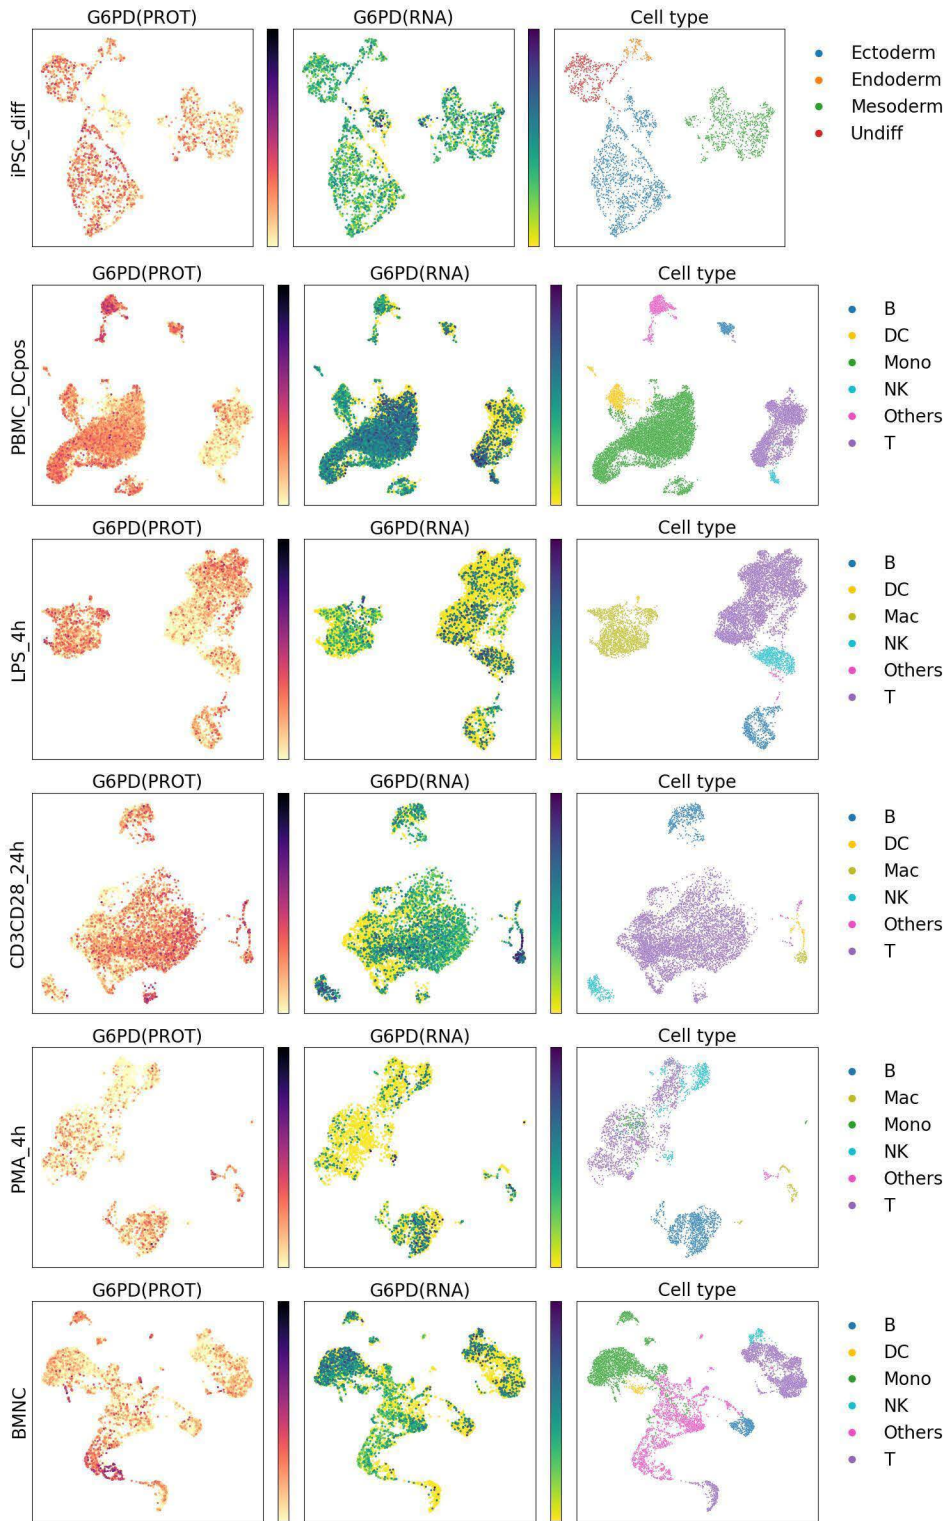 G6PD(PROT) G6PD(RNA) Cell type
iPSC_diff
Ectoderm
Endoderm
Mesoderm
Undiff
G6PD(PROT) G6PD(RNA) Cell type
PBMC_DCpos
B
DC
Mono
NK
Others
T
G6PD(PROT) G6PD(RNA) Cell type
LPS_4h
B
DC
Mac
NK
Others
T
G6PD(PROT) G6PD(RNA) Cell type
CD3CD28_24h
B
DC
Mac
NK
Others
T
G6PD(PROT) G6PD(RNA) Cell type
PMA_4h
B
Mac
Mono
NK
Others
T
G6PD(PROT) G6PD(RNA) Cell type
BMNC
B
DC
Mono
NK
Others
T